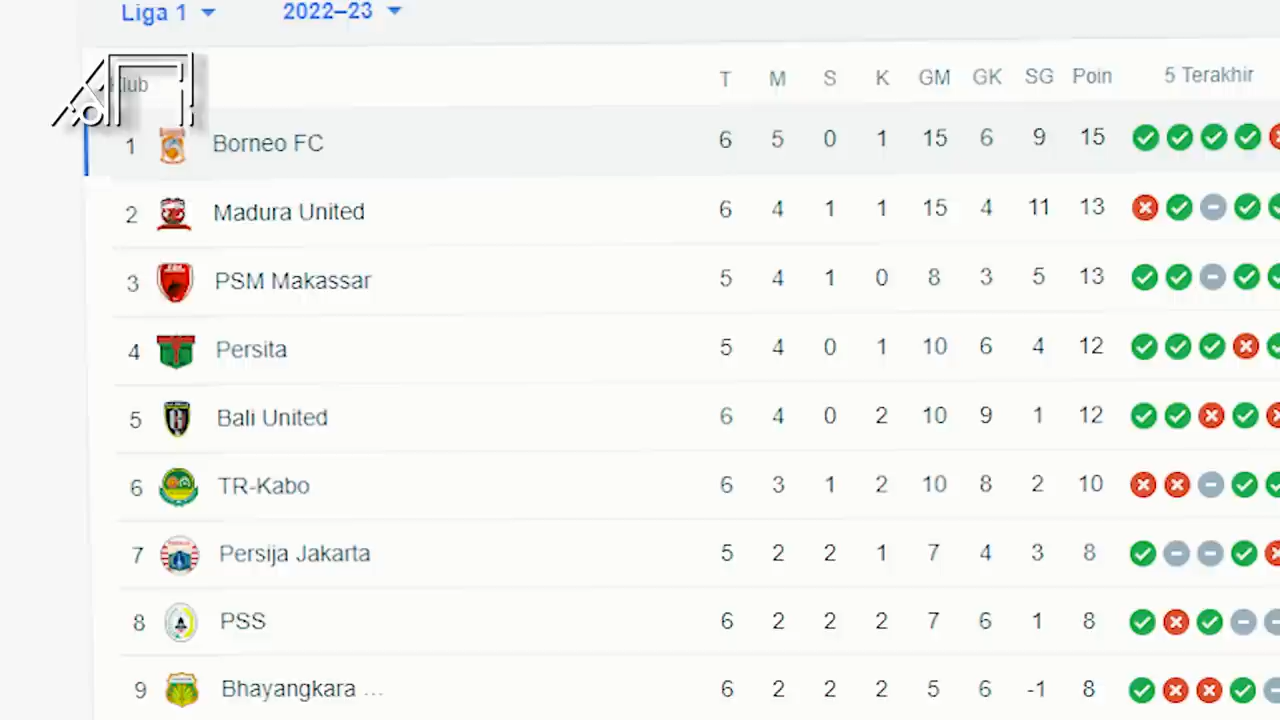 Liga 1 2022–23
Klub T M S K GM GK SG Poin 5 Terakhir
1 Borneo FC 6 5 0 1 15 6 9 15
2 Madura United 6 4 1 1 15 4 11 13
3 PSM Makassar 5 4 1 0 8 3 5 13
4 Persita 5 4 0 1 10 6 4 12
5 Bali United 6 4 0 2 10 9 1 12
6 TR-Kabo 6 3 1 2 10 8 2 10
7 Persija Jakarta 5 2 2 1 7 4 3 8
8 PSS 6 2 2 2 7 6 1 8
9 Bhayangkara ... 6 2 2 2 5 6 -1 8